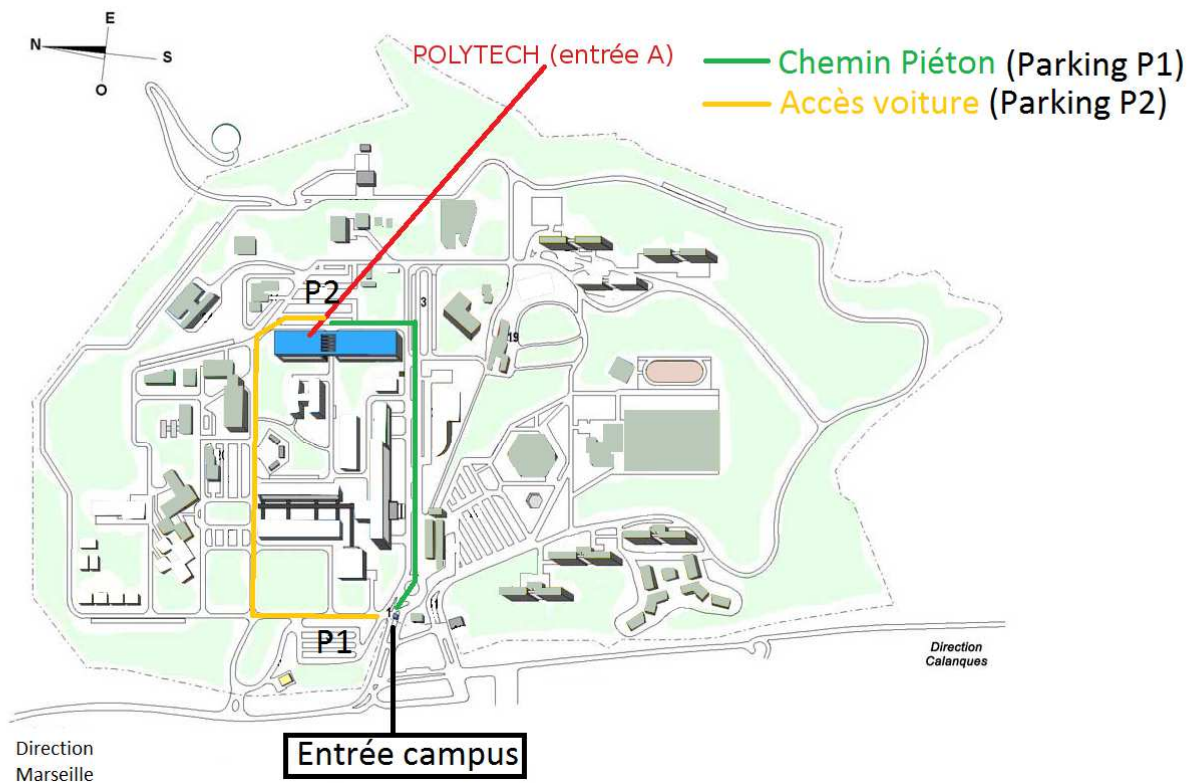 E
N
S
O
POLYTECH (entrée A)
Chemin Piéton (Parking P1)
Accès voiture (Parking P2)
P2
3
19
1
P1
Direction
Calanques
Entrée campus
Direction
Marseille